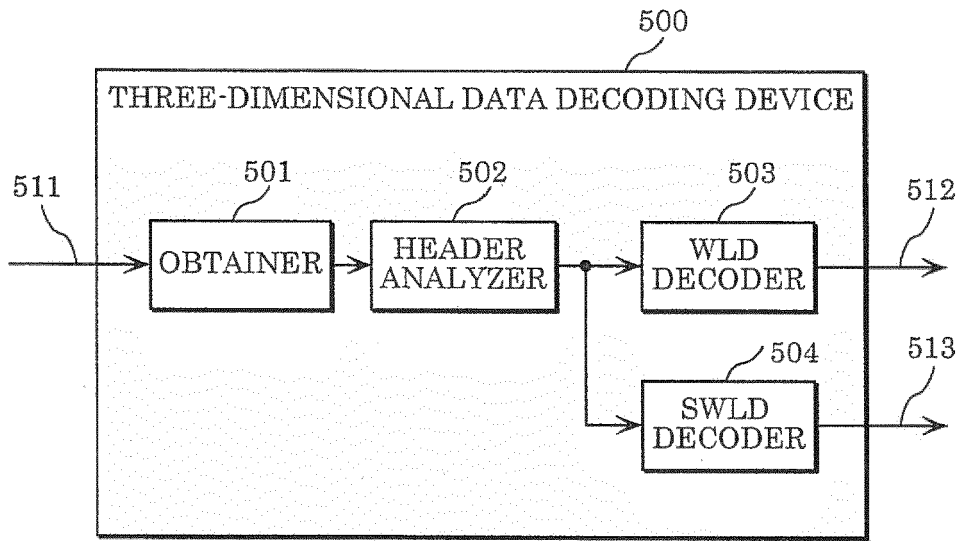 500
THREE-DIMENSIONAL DATA DECODING DEVICE
511
501
502
503
512
OBTAINER
HEADER
ANALYZER
WLD
DECODER
504
513
SWLD
DECODER